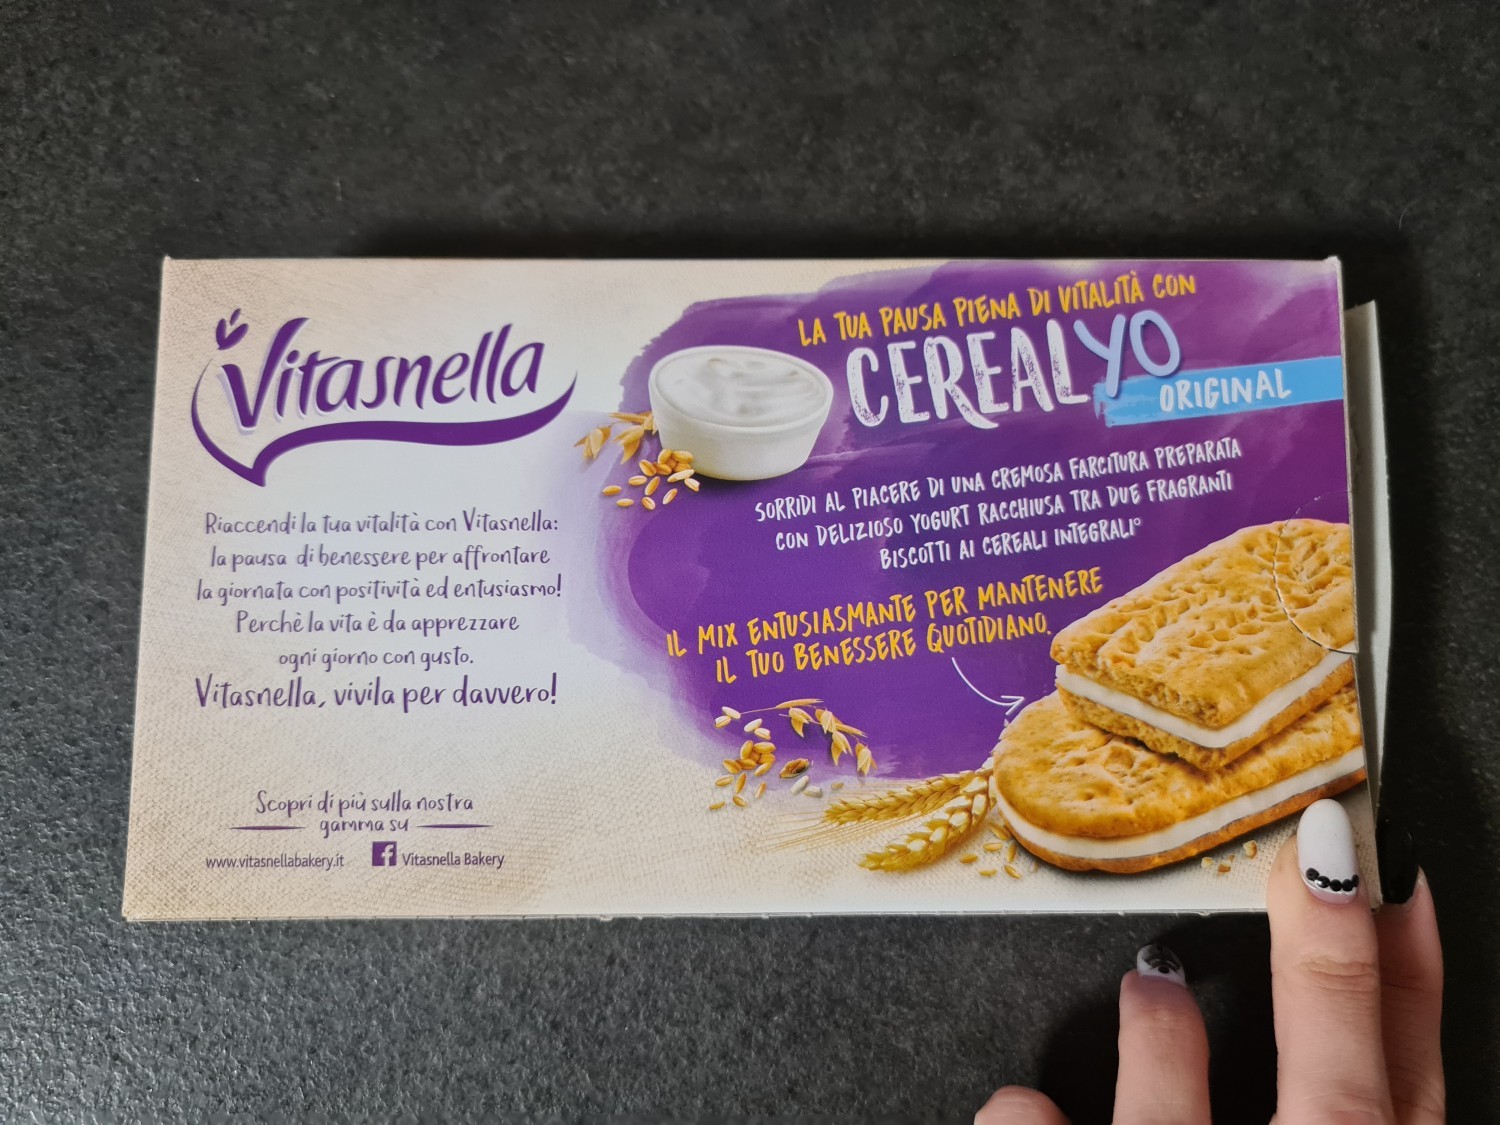 Vitasnella
Riaccendi la tua vitalità con Vitasnella:
la pausa di benessere per affrontare
la giornata con positività ed entusiasmo!
Perchè la vita è da apprezzare
ogni giorno con gusto.
Vitasnella, vivila per davvero!
Scopri di più sulla nostra
gamma su
www.vitasnellabakery.it f Vitasnella Bakery
LA TUA PAUSA PIENA DI VITALITÀ CON
CEREALYO
ORIGINAL
SORRIDI AL PIACERE DI UNA CREMOSA FARCITURA PREPARATA
CON DELIZIOSO YOGURT RACCHIUSA TRA DUE FRAGRANTI
BISCOTTI AI CEREALI INTEGRALI°
IL MIX ENTUSIASMANTE PER MANTENERE
IL TUO BENESSERE QUOTIDIANO.